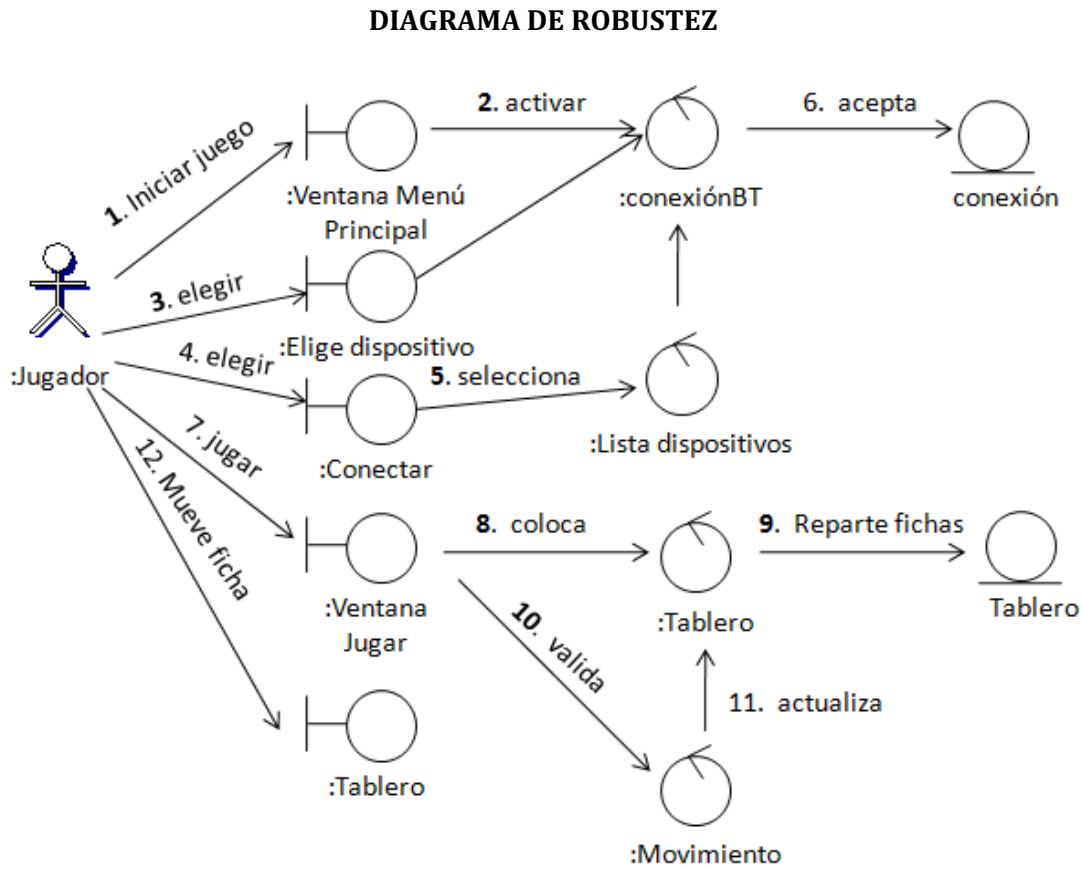 DIAGRAMA DE ROBUSTEZ
1. Iniciar juego
2. activar
6. acepta
:Ventana Menú
Principal
:conexiónBT
conexión
3. elegir
:Elige dispositivo
:Jugador
4. elegir
5. selecciona
:Conectar
:Lista dispositivos
7. jugar
12. Mueve ficha
8. coloca
9. Reparte fichas
:Ventana
Jugar
:Tablero
Tablero
10. valida
11. actualiza
:Tablero
:Movimiento